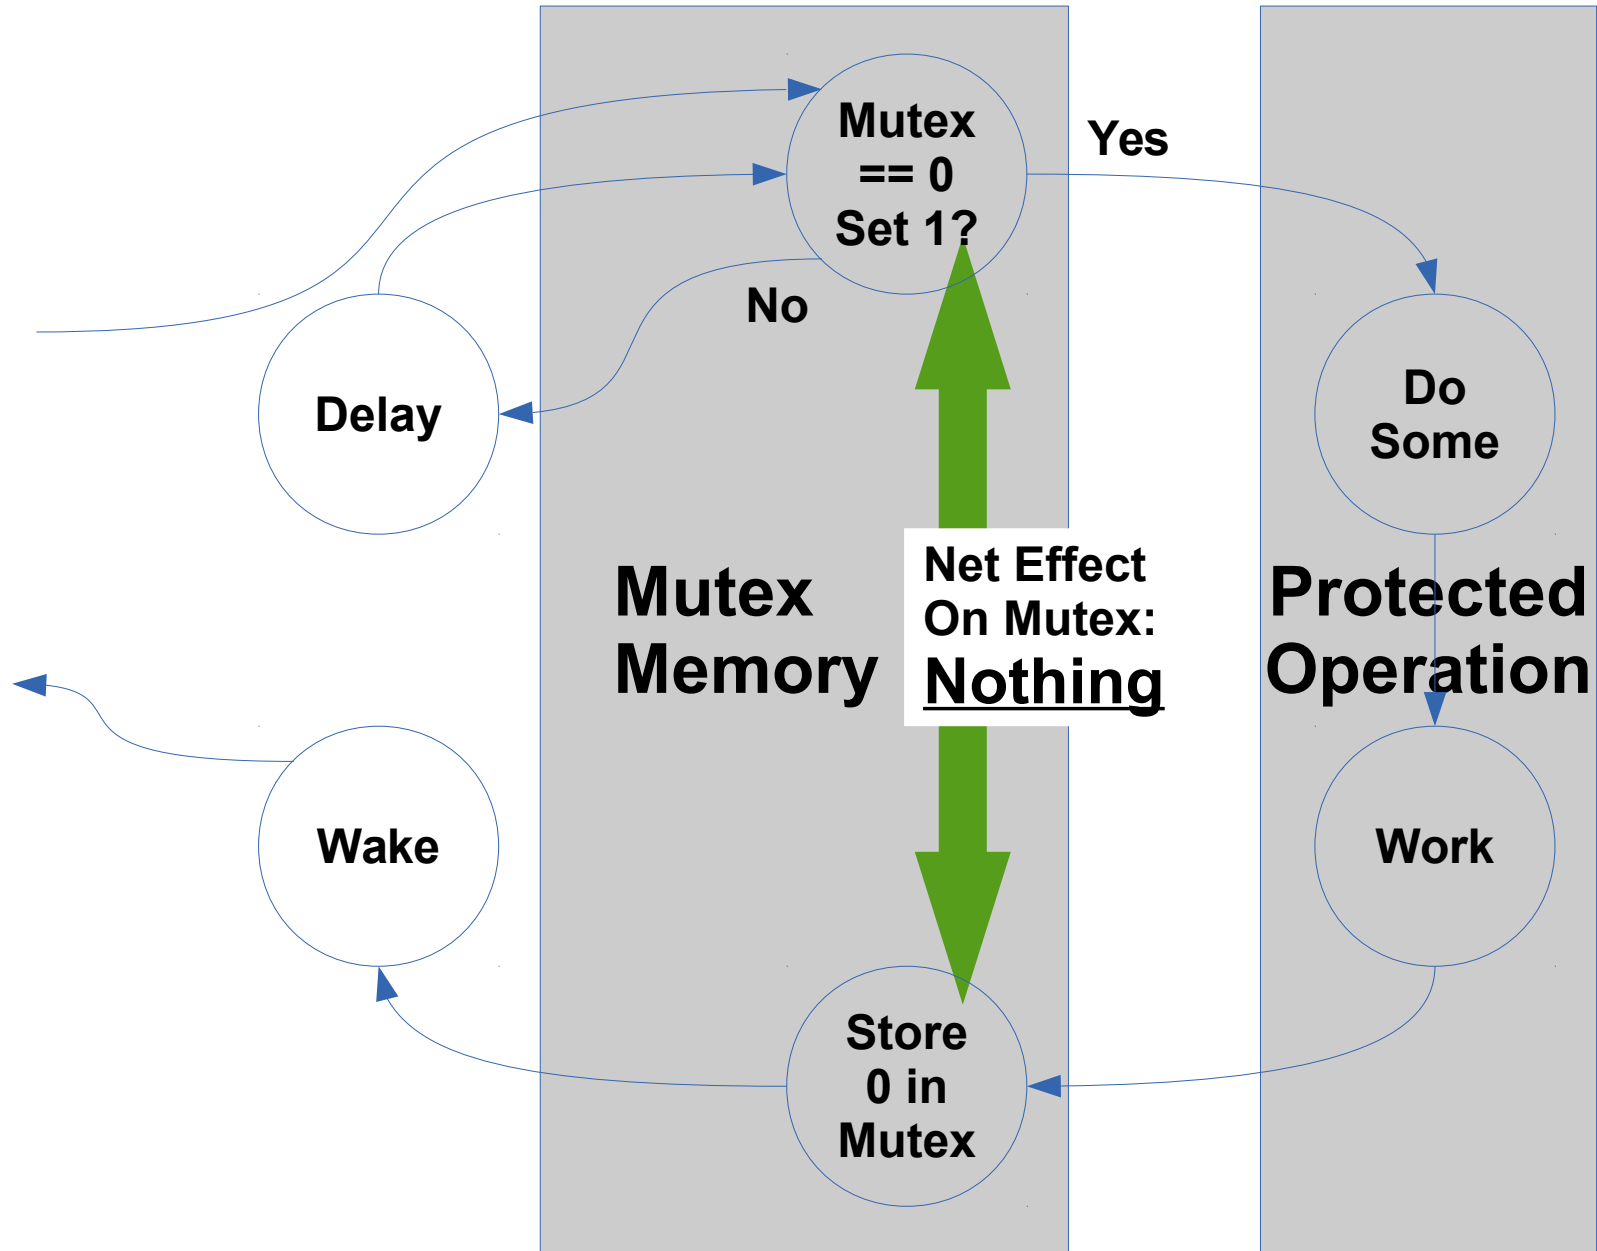 Mutex
== 0
Set 1?
Yes
No
Delay
Do
Some
Mutex
Memory
Net Effect
On Mutex:
Nothing
Protected
Operation
Wake
Work
Store
0 in
Mutex